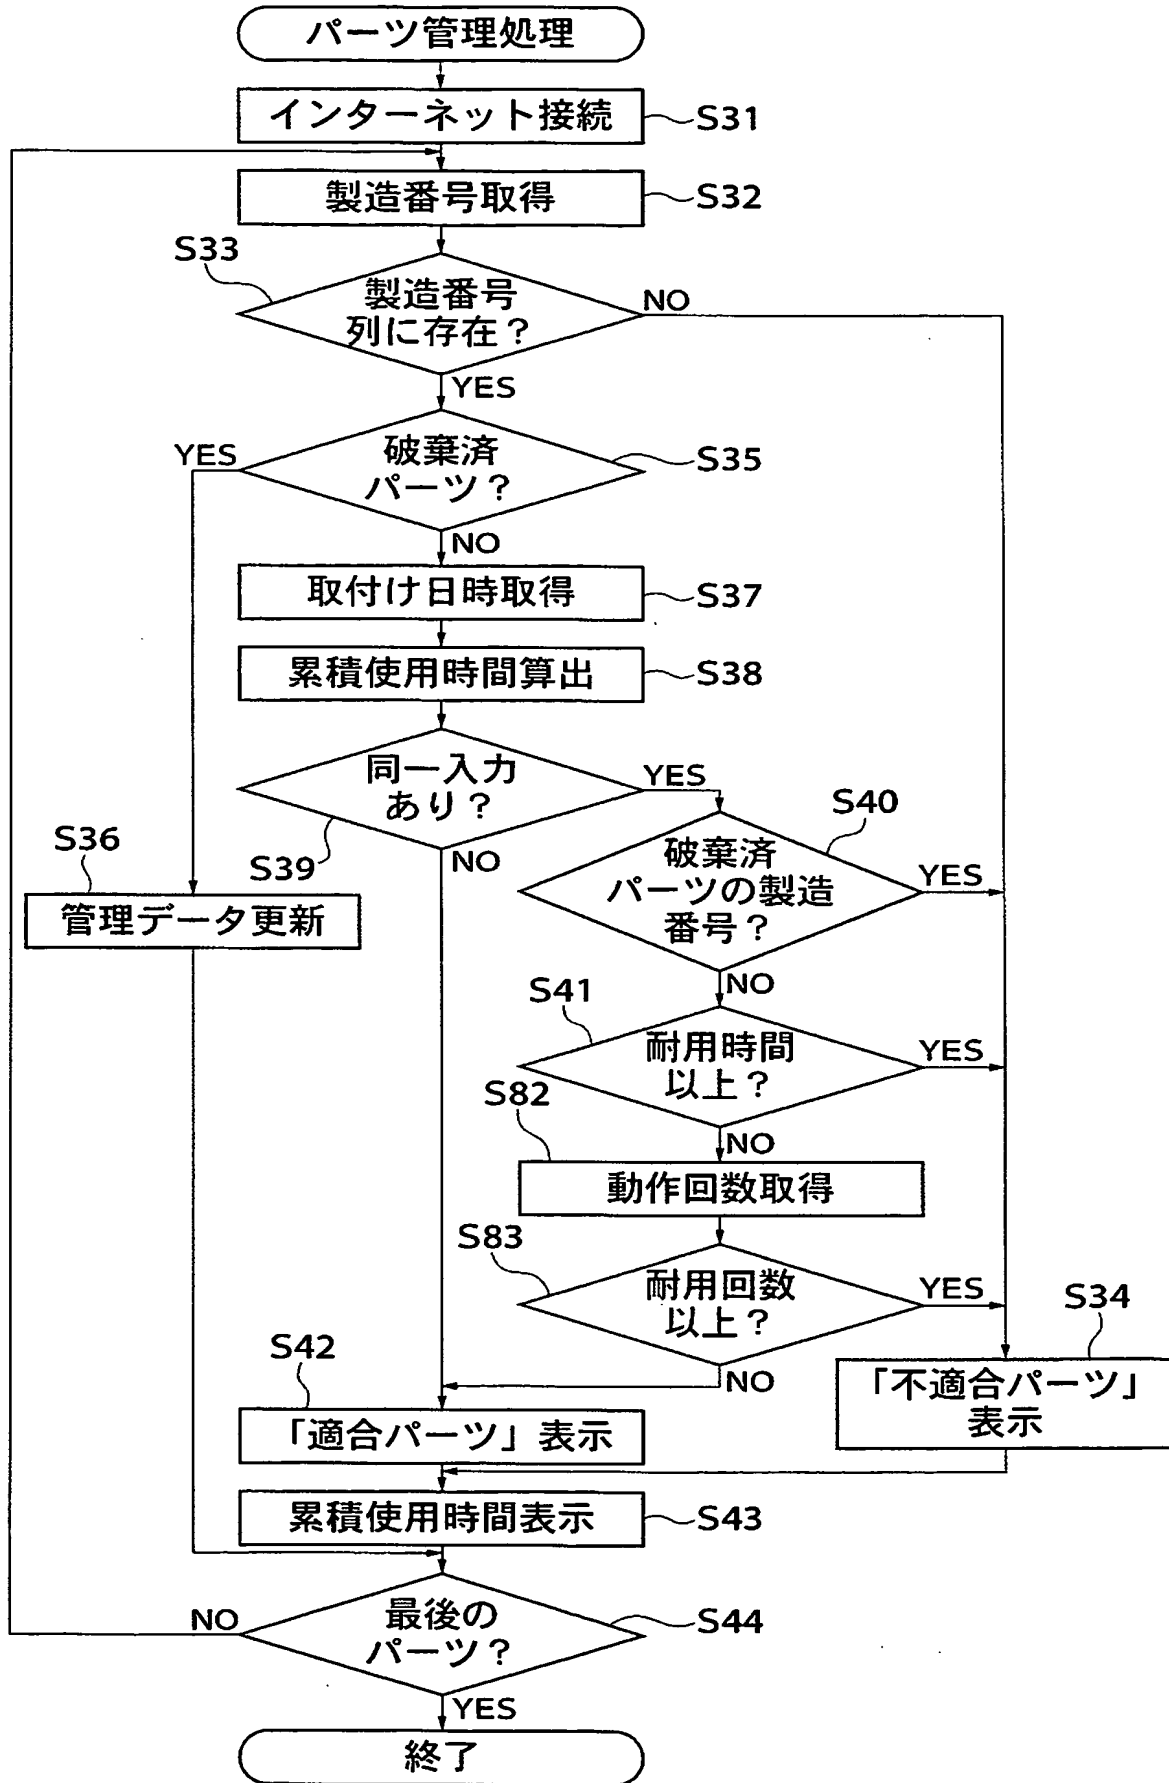 パーツ管理処理
インターネット接続
S31
製造番号取得
S32
S33
製造番号
列に存在？
NO
YES
破棄済
パーツ？
YES
S35
NO
取付け日時取得
S37
累積使用時間算出
S38
同一入力
あり？
YES
S39
NO
S40
破棄済
パーツの製造
番号？
YES
NO
S36
管理データ更新
S41
耐用時間
以上？
YES
NO
S82
動作回数取得
S83
耐用回数
以上？
YES
NO
S34
「不適合パーツ」
表示
S42
「適合パーツ」表示
累積使用時間表示
S43
最後の
パーツ？
NO
S44
YES
終了